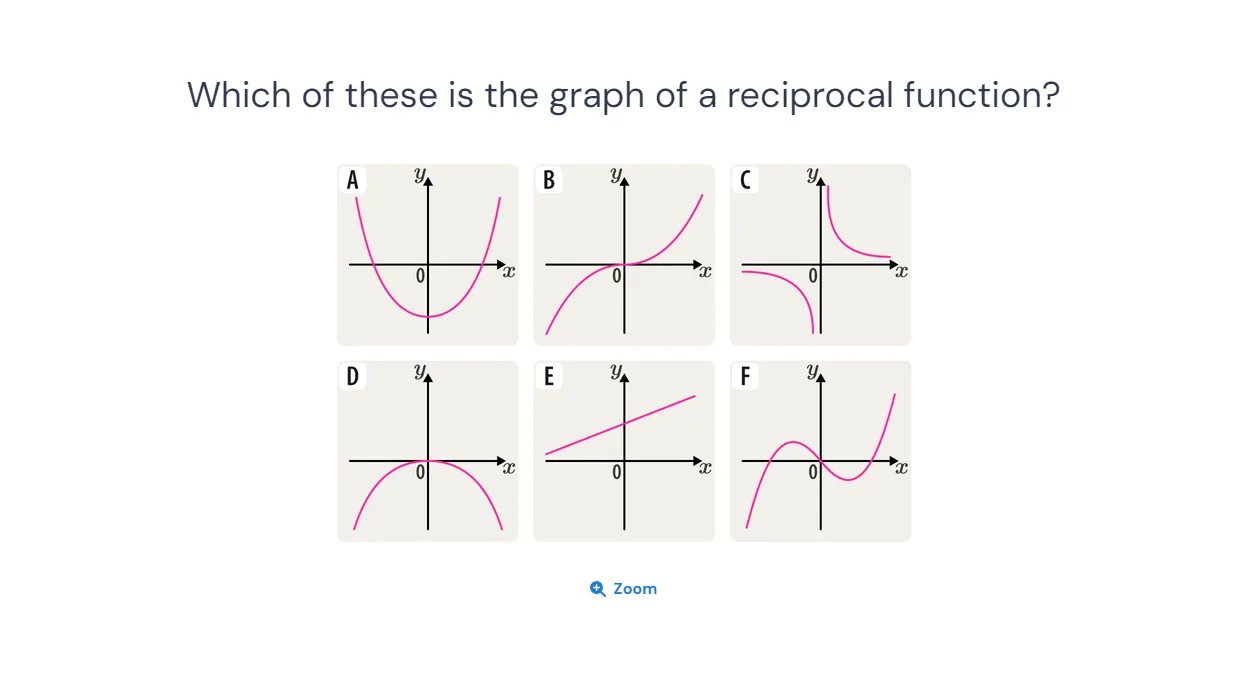 Which of these is the graph of a reciprocal function?
A y 0 x
B y 0 x
C y 0 x
D y 0 x
E y 0 x
F y 0 x
Zoom